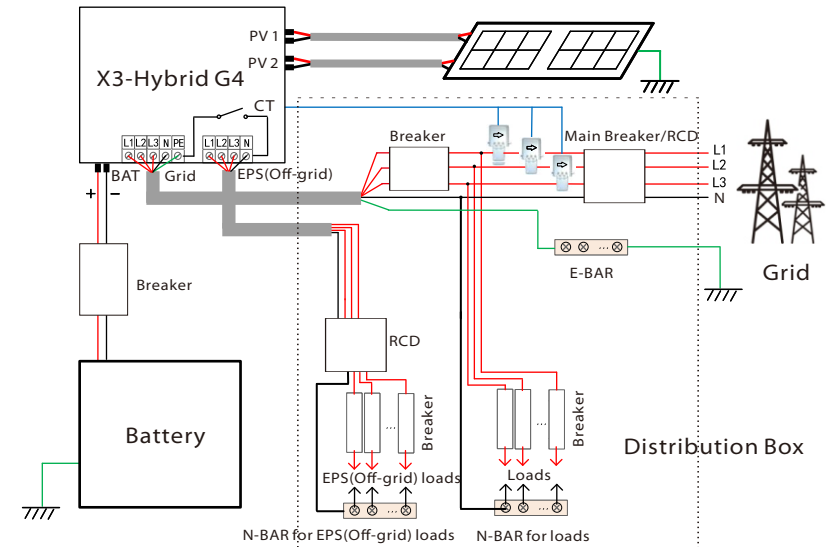 PV 1
PV 2
X3-Hybrid G4
CT
L1 L2 L3 N PE
L1 L2 L3 N
BAT
Grid
EPS(Off-grid)
+
−
Breaker
Main Breaker/RCD
L1
L2
L3
N
E-BAR
Grid
Breaker
RCD
Battery
...
Breaker
...
Breaker
EPS(Off-grid) loads
Loads
Distribution Box
...
...
...
N-BAR for EPS(Off-grid) loads
N-BAR for loads